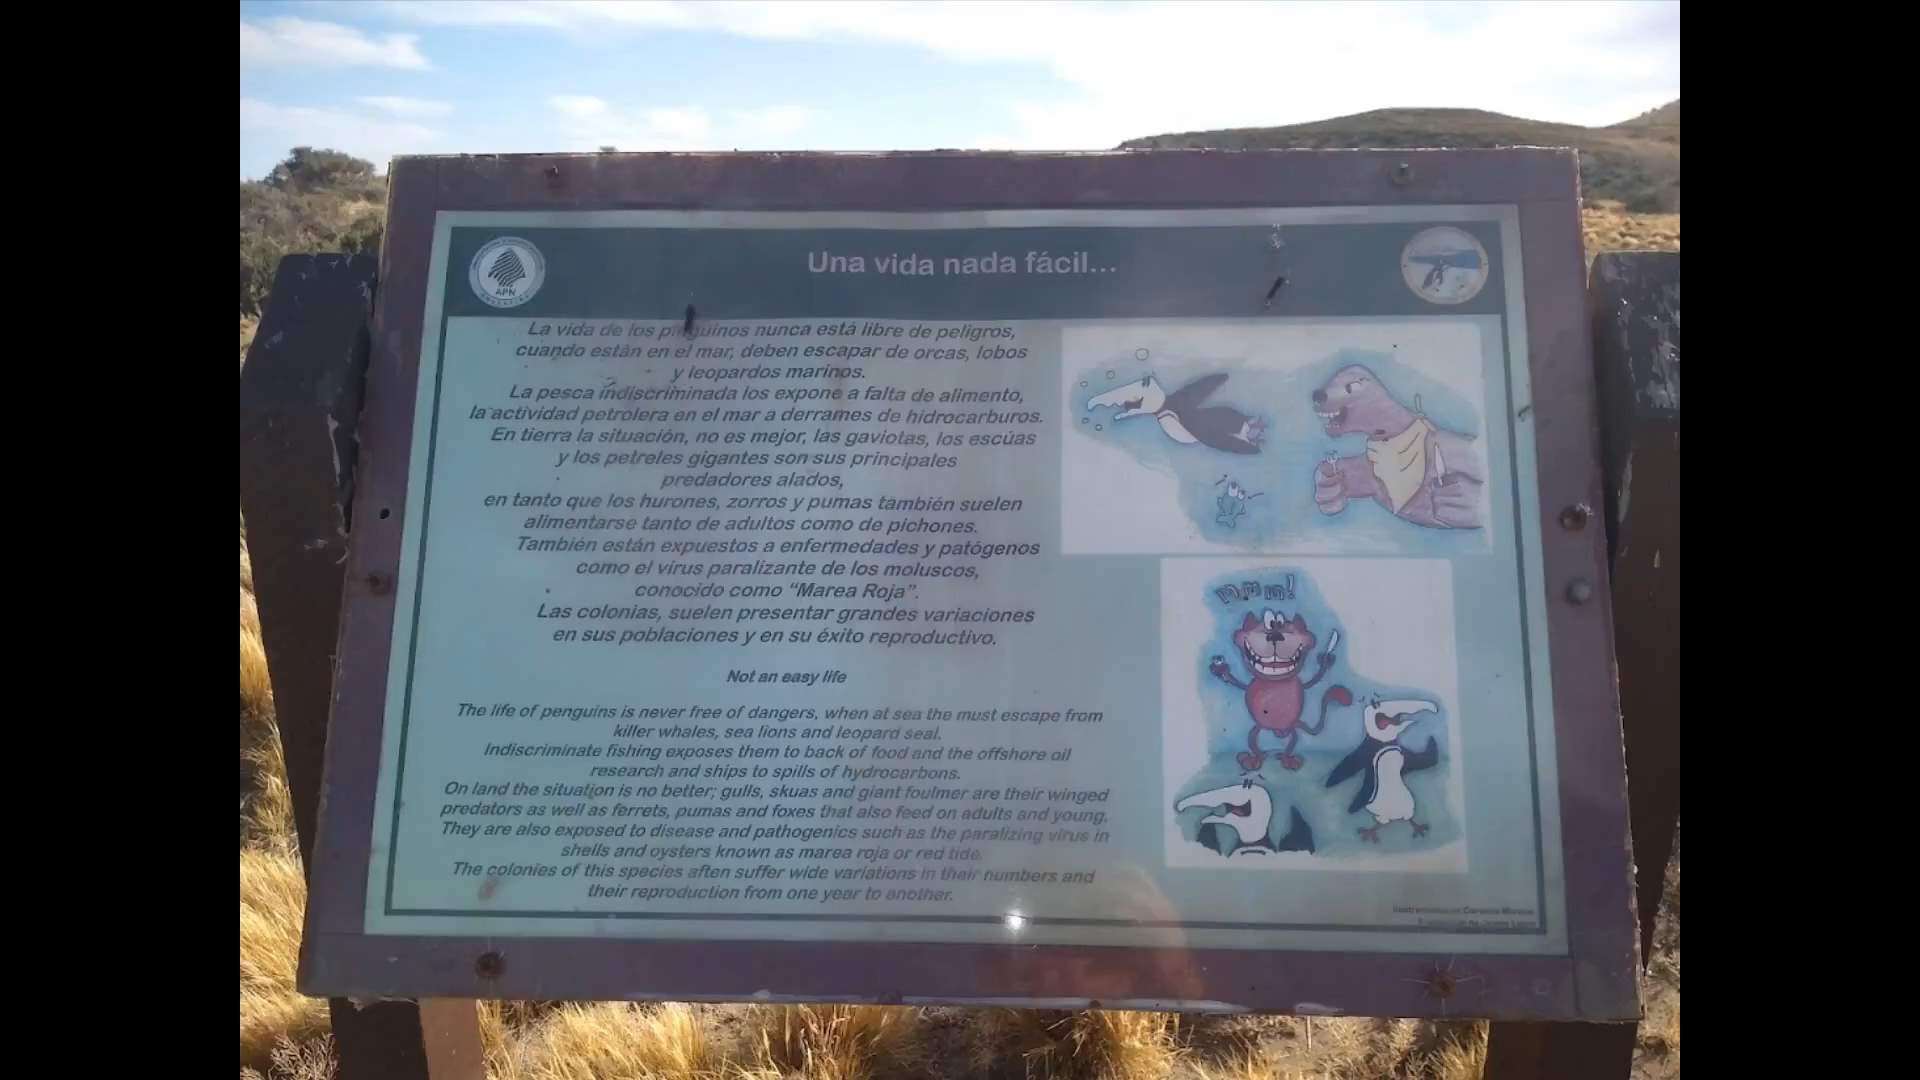 Una vida nada fácil...
APN
La vida de los pinguinos nunca está libre de peligros,
cuando están en el mar, deben escapar de orcas, lobos
y leopardos marinos.
La pesca indiscriminada los expone a falta de alimento,
la actividad petrolera en el mar a derrames de hidrocarburos.
En tierra la situación, no es mejor, las gaviotas, los escúas
y los petreles gigantes son sus principales
predadores alados,
en tanto que los hurones, zorros y pumas también suelen
alimentarse tanto de adultos como de pichones.
También están expuestos a enfermedades y patógenos
como el virus paralizante de los moluscos,
conocido como “Marea Roja”.
Las colonias, suelen presentar grandes variaciones
en sus poblaciones y en su éxito reproductivo.
Not an easy life
The life of penguins is never free of dangers, when at sea the must escape from
killer whales, sea lions and leopard seal.
Indiscriminate fishing exposes them to back of food and the offshore oil
research and ships to spills of hydrocarbons.
On land the situation is no better; gulls, skuas and giant foulmer are their winged
predators as well as ferrets, pumas and foxes that also feed on adults and young.
They are also exposed to disease and pathogenics such as the paralizing virus in
shells and oysters known as marea roja or red tide.
The colonies of this species aften suffer wide variations in their numbers and
their reproduction from one year to another.
mmm!